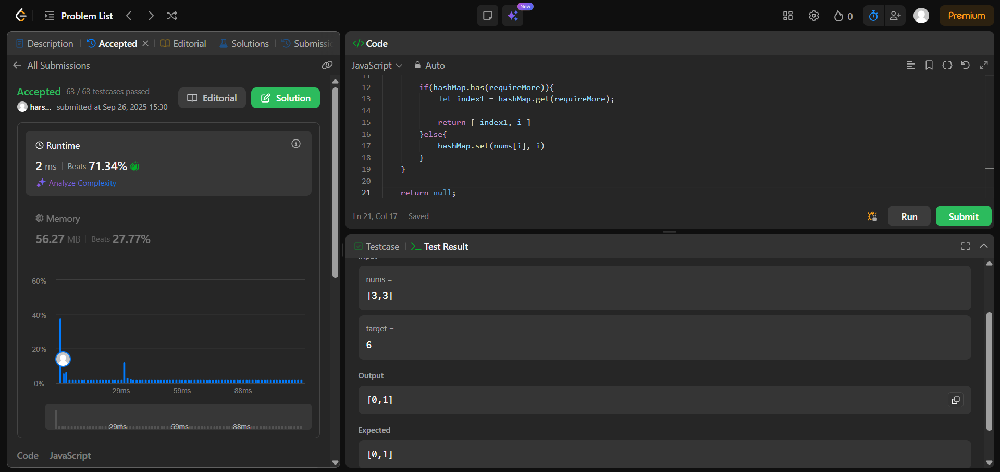 Problem List
New
0
Premium
Description
Accepted
Editorial
Solutions
Submissi
All Submissions
Accepted 63 / 63 testcases passed
hars... submitted at Sep 26, 2025 15:30
Editorial
Solution
Runtime
2 ms Beats 71.34%
Analyze Complexity
Memory
56.27 MB Beats 27.77%
60%
40%
20%
0%
29ms 59ms 88ms
29ms 59ms 88ms
Code JavaScript
</> Code
JavaScript Auto
11
12 if(hashMap.has(requireMore)){
13 let index1 = hashMap.get(requireMore);
14
15 return [ index1, i ]
16 }else{
17 hashMap.set(nums[i], i)
18 }
19 }
20
21 return null;
Ln 21, Col 17 Saved
Run
Submit
Testcase
Test Result
Input
nums =
[3,3]
target =
6
Output
[0,1]
Expected
[0,1]